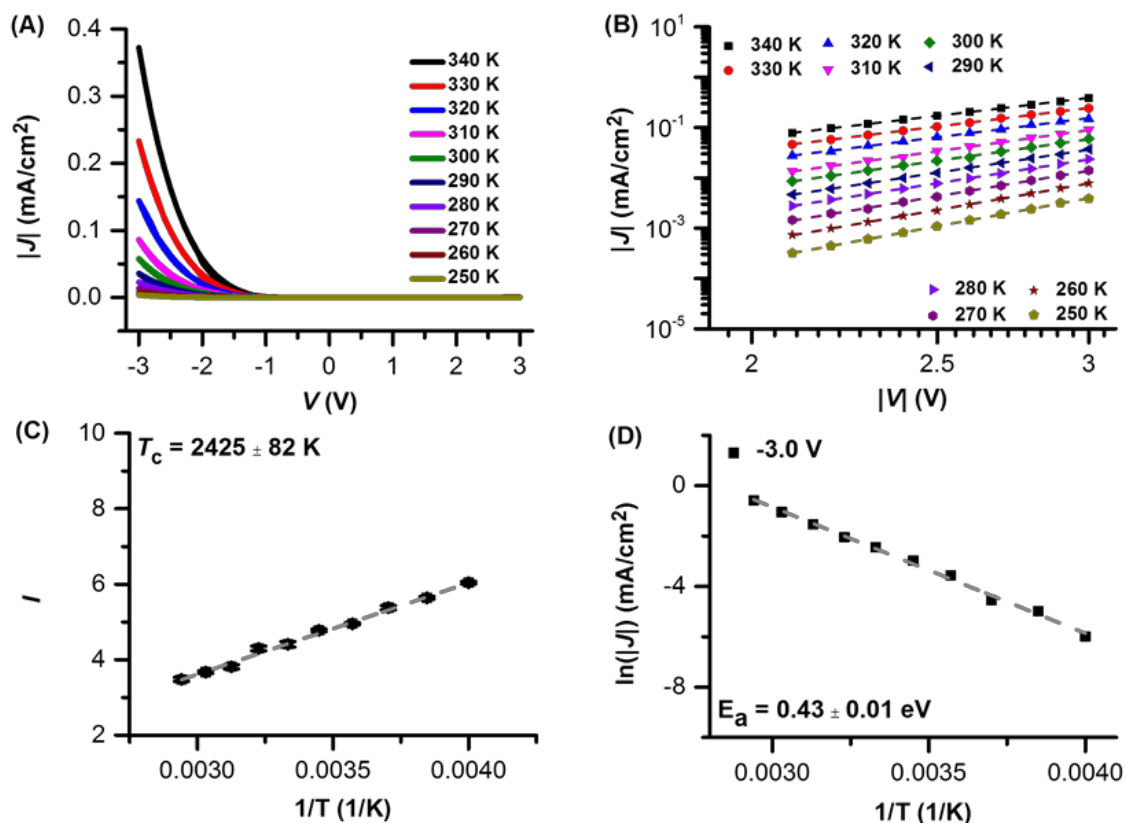 (A)
|J| (mA/cm²)
0.4
0.3
0.2
0.1
0.0
-3
-2
-1
0
1
2
3
V (V)
340 K
330 K
320 K
310 K
300 K
290 K
280 K
270 K
260 K
250 K
(B)
|J| (mA/cm²)
10⁻¹
10⁻¹
10⁻³
10⁻⁵
2
2.5
3
|V| (V)
340 K 320 K 300 K
330 K 310 K 290 K
280 K 260 K
270 K 250 K
(C)
T_c = 2425 ± 82 K
l
10
8
6
4
2
0.0030
0.0035
0.0040
1/T (1/K)
(D)
-3.0 V
ln(|J|) (mA/cm²)
0
-4
-8
E_a = 0.43 ± 0.01 eV
0.0030
0.0035
0.0040
1/T (1/K)